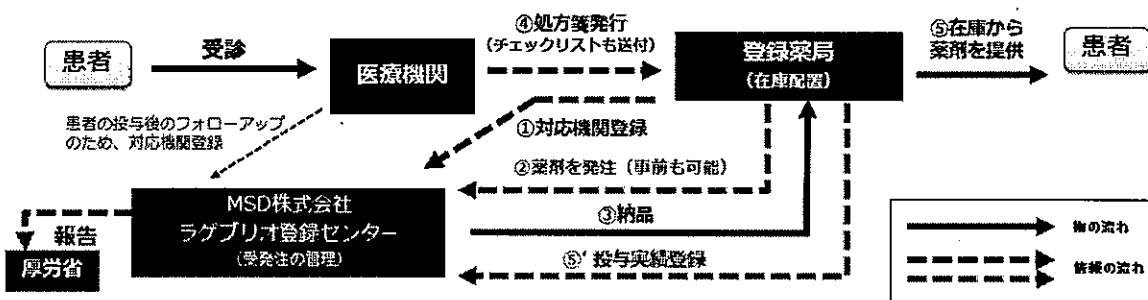 患者
受診
医療機関
④処方箋発行
(チェックリストも送付)
登録薬局
(在庫配置)
⑤在庫から
薬剤を提供
患者
患者の投与後のフォローアップ
のため、対応機関登録
①対応機関登録
②薬剤を発注（事前も可能）
MSD株式会社
ラゲブリオ登録センター
(受発注の管理)
③納品
⑤’投与実績登録
報告
厚労省
物の流れ
情報の流れ